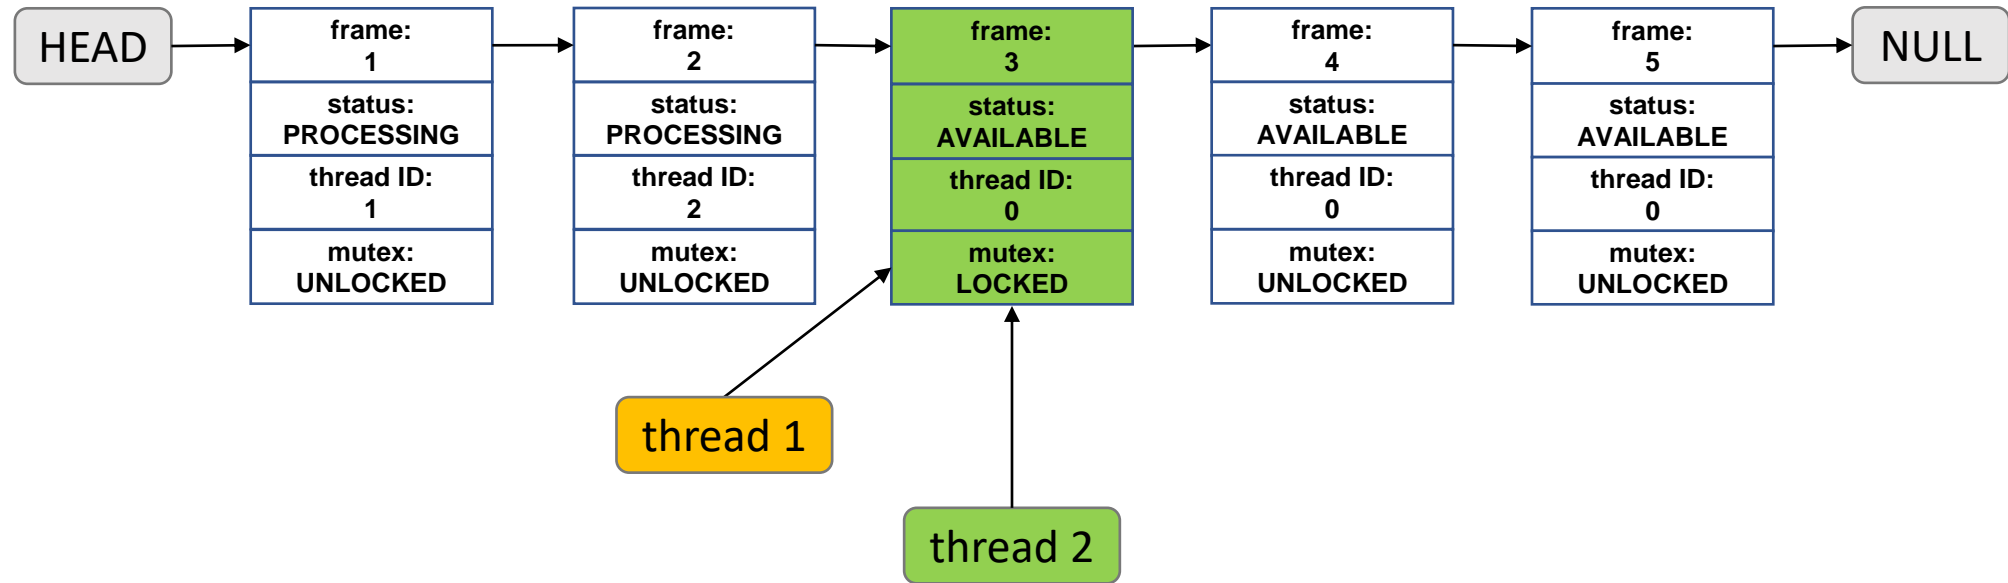 HEAD
frame:
1
status:
PROCESSING
thread ID:
1
mutex:
UNLOCKED
frame:
2
status:
PROCESSING
thread ID:
2
mutex:
UNLOCKED
frame:
3
status:
AVAILABLE
thread ID:
0
mutex:
LOCKED
frame:
4
status:
AVAILABLE
thread ID:
0
mutex:
UNLOCKED
frame:
5
status:
AVAILABLE
thread ID:
0
mutex:
UNLOCKED
NULL
thread 1
thread 2